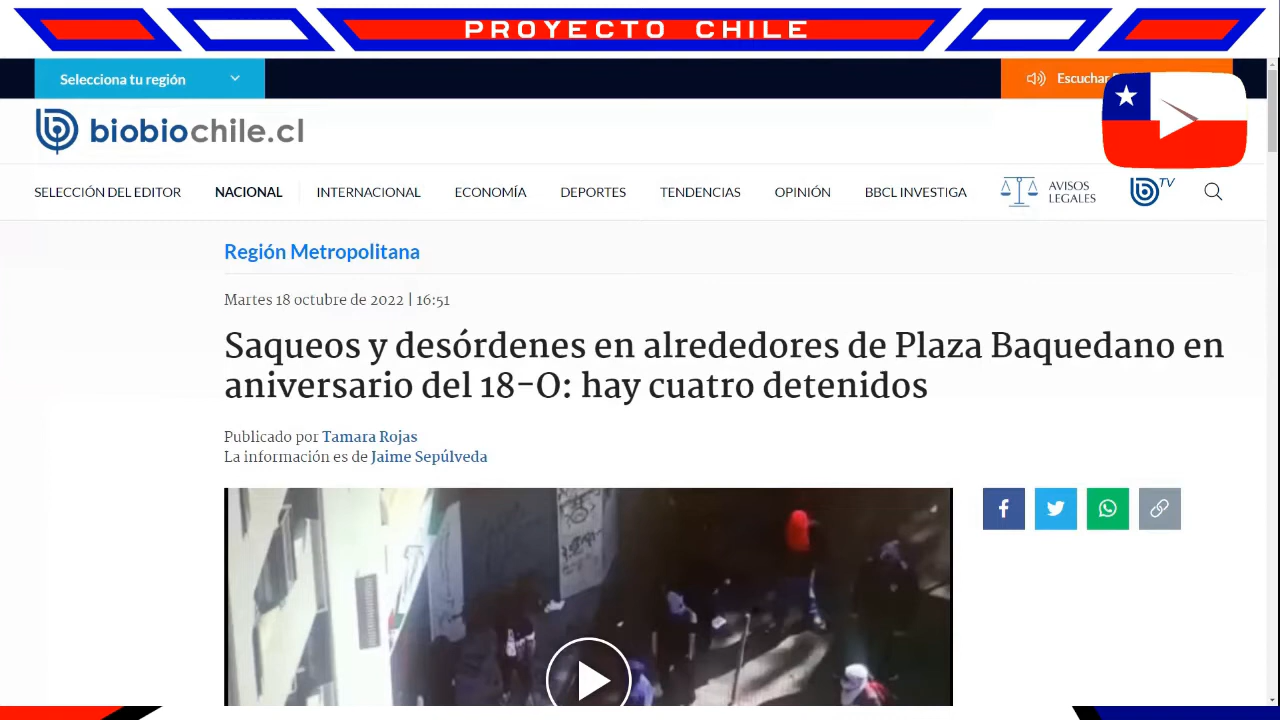 PROYECTO CHILE
Selecciona tu región
Escuchar
biobiochile.cl
SELECCIÓN DEL EDITOR NACIONAL INTERNACIONAL ECONOMÍA DEPORTES TENDENCIAS OPINIÓN BBCL INVESTIGA AVISOS LEGALES TV
Región Metropolitana
Martes 18 octubre de 2022 | 16:51
Saqueos y desórdenes en alrededores de Plaza Baquedano en
aniversario del 18-O: hay cuatro detenidos
Publicado por Tamara Rojas
La información es de Jaime Sepúlveda